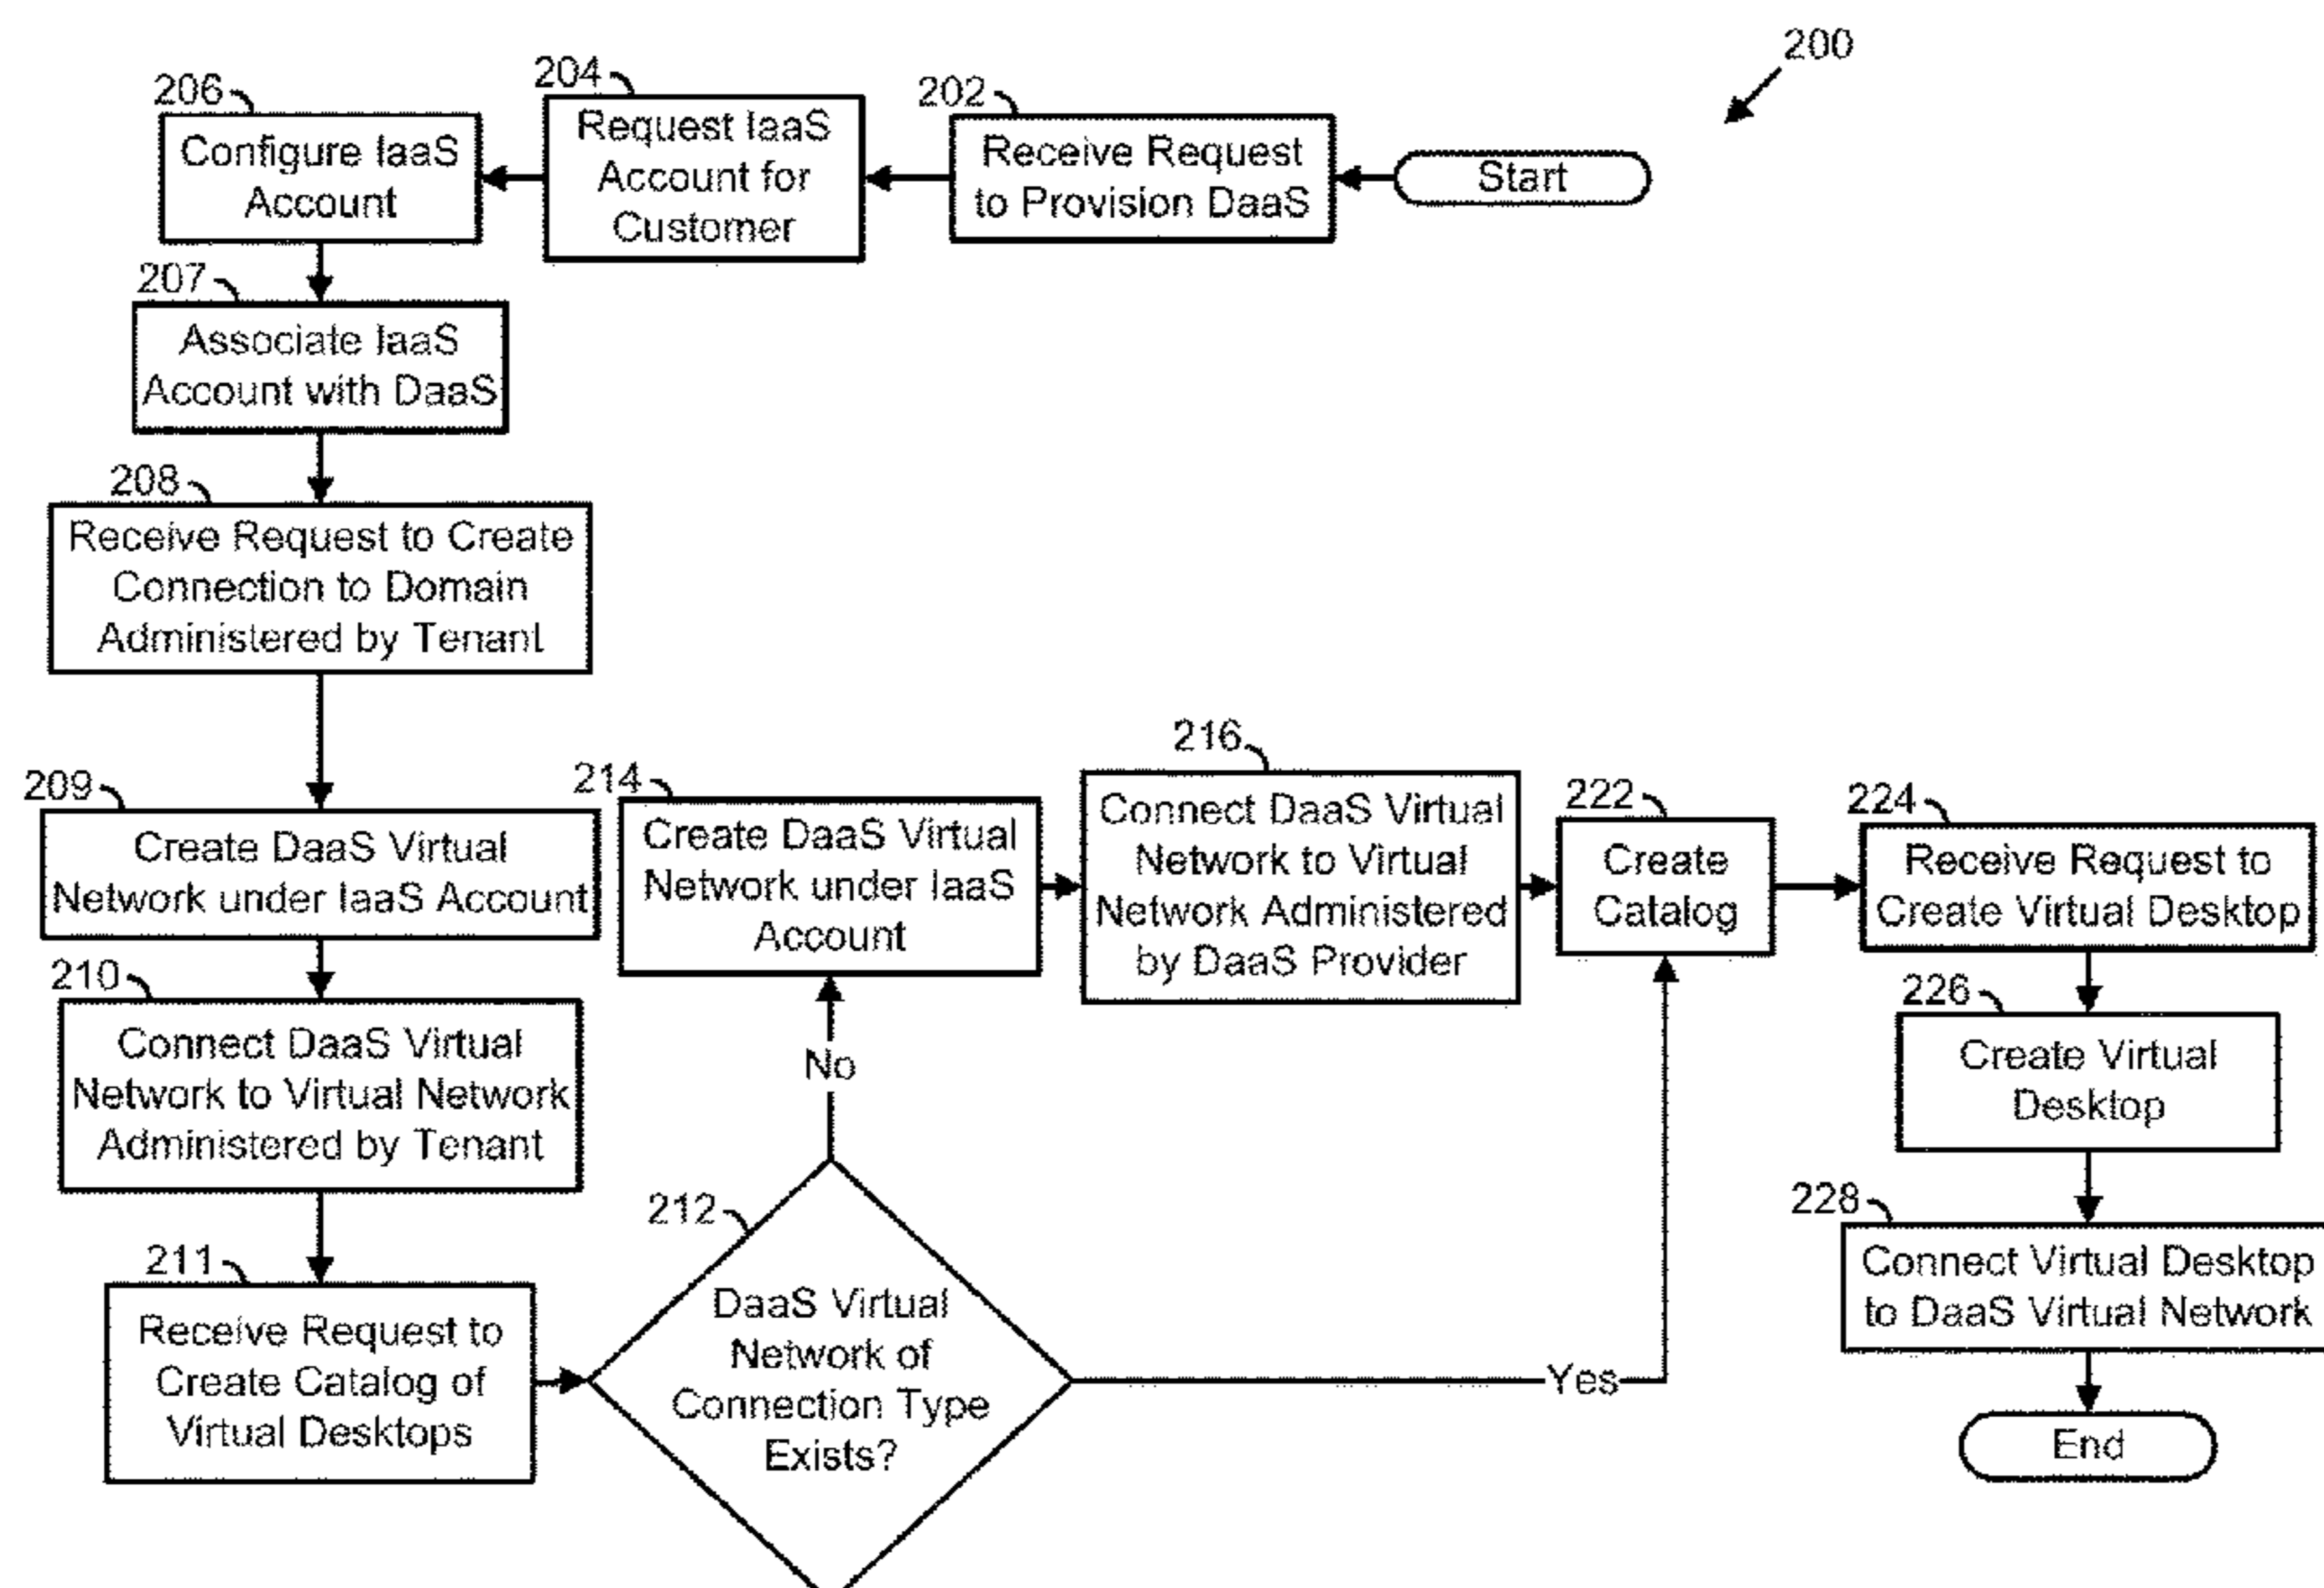 200
Start
202
Receive Request
to Provision DaaS
204
Request IaaS
Account for
Customer
206
Configure IaaS
Account
207
Associate IaaS
Account with DaaS
208
Receive Request to Create
Connection to Domain
Administered by Tenant
209
Create DaaS Virtual
Network under IaaS Account
210
Connect DaaS Virtual
Network to Virtual Network
Administered by Tenant
211
Receive Request to
Create Catalog of
Virtual Desktops
212
DaaS Virtual
Network of
Connection Type
Exists?
No
Yes
214
Create DaaS Virtual
Network under IaaS
Account
216
Connect DaaS Virtual
Network to Virtual
Network Administered
by DaaS Provider
222
Create
Catalog
224
Receive Request to
Create Virtual Desktop
226
Create Virtual
Desktop
228
Connect Virtual Desktop
to DaaS Virtual Network
End